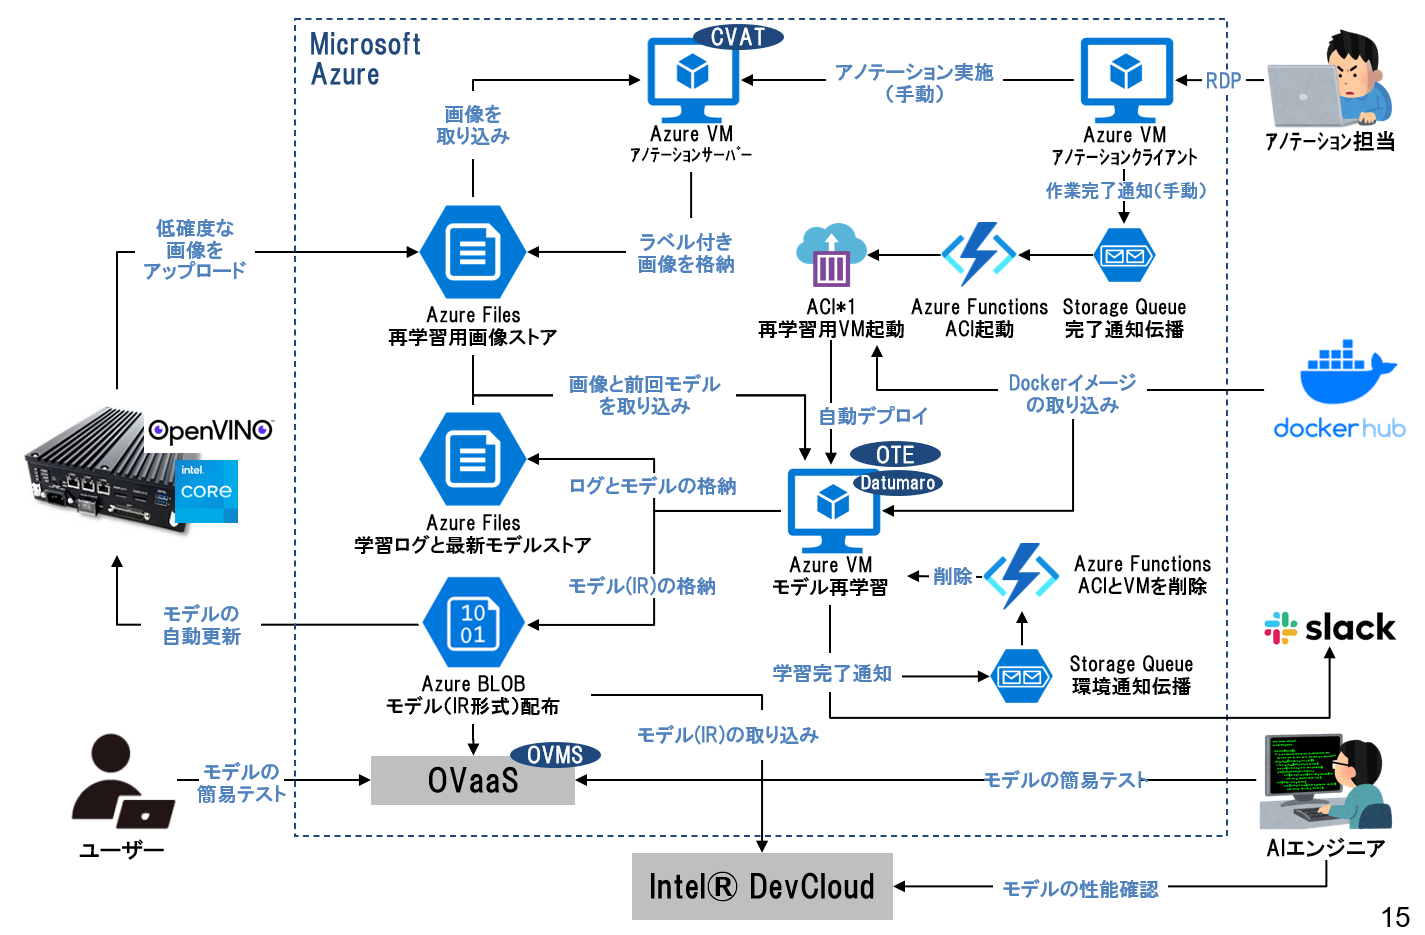 Microsoft
Azure
CVAT
Azure VM
アノテーションサーバー
アノテーション実施
(手動)
Azure VM
アノテーションクライアント
RDP
アノテーション担当
画像を
取り込み
作業完了通知(手動)
低確度な
画像を
アップロード
ラベル付き
画像を格納
Azure Files
再学習用画像ストア
ACI*1
再学習用VM起動
Azure Functions
ACI起動
Storage Queue
完了通知伝播
画像と前回モデル
を取り込み
Dockerイメージ
の取り込み
自動デプロイ
docker hub
OpenVINO
intel.
CORE
OTE
Datumaro
ログとモデルの格納
Azure Files
学習ログと最新モデルストア
Azure VM
モデル再学習
削除
Azure Functions
ACIとVMを削除
モデル(IR)の格納
10
01
モデルの
自動更新
slack
学習完了通知
Storage Queue
環境通知伝播
Azure BLOB
モデル(IR形式)配布
モデル(IR)の取り込み
OVMS
OVaaS
モデルの
簡易テスト
モデルの簡易テスト
ユーザー
AIエンジニア
Intel® DevCloud
モデルの性能確認
15